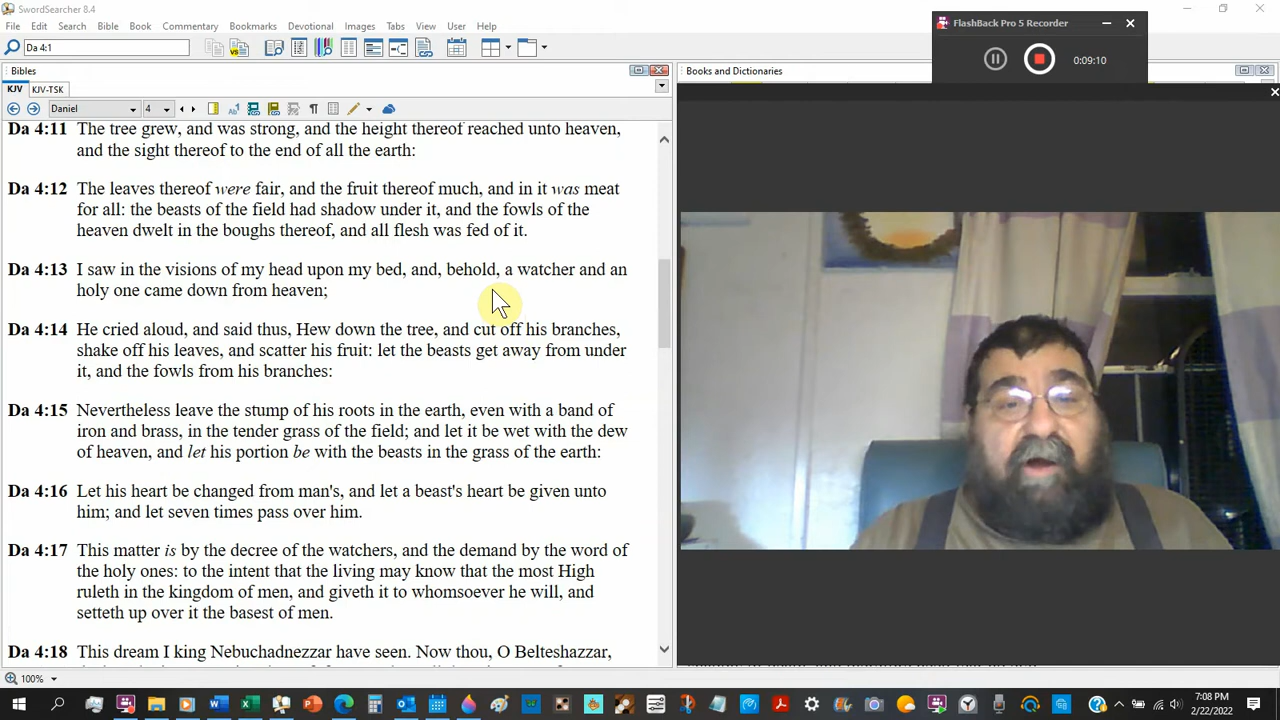 SwordSearcher 8.4
File Edit Search Bible Book Commentary Bookmarks Devotional Images Tabs View User Help
Da 4:1
FlashBack Pro 5 Recorder
0:09:10
Bibles
Books and Dictionaries
KJV KJV-TSK
Daniel 4
Da 4:11 The tree grew, and was strong, and the height thereof reached unto heaven,
and the sight thereof to the end of all the earth:
Da 4:12 The leaves thereof were fair, and the fruit thereof much, and in it was meat
for all: the beasts of the field had shadow under it, and the fowls of the
heaven dwelt in the boughs thereof, and all flesh was fed of it.
Da 4:13 I saw in the visions of my head upon my bed, and, behold, a watcher and an
holy one came down from heaven;
Da 4:14 He cried aloud, and said thus, Hew down the tree, and cut off his branches,
shake off his leaves, and scatter his fruit: let the beasts get away from under
it, and the fowls from his branches:
Da 4:15 Nevertheless leave the stump of his roots in the earth, even with a band of
iron and brass, in the tender grass of the field; and let it be wet with the dew
of heaven, and let his portion be with the beasts in the grass of the earth:
Da 4:16 Let his heart be changed from man's, and let a beast's heart be given unto
him; and let seven times pass over him.
Da 4:17 This matter is by the decree of the watchers, and the demand by the word of
the holy ones: to the intent that the living may know that the most High
ruleth in the kingdom of men, and giveth it to whomsoever he will, and
setteth up over it the basest of men.
Da 4:18 This dream I king Nebuchadnezzar have seen. Now thou, O Belteshazzar,
100%
7:08 PM
2/22/2022